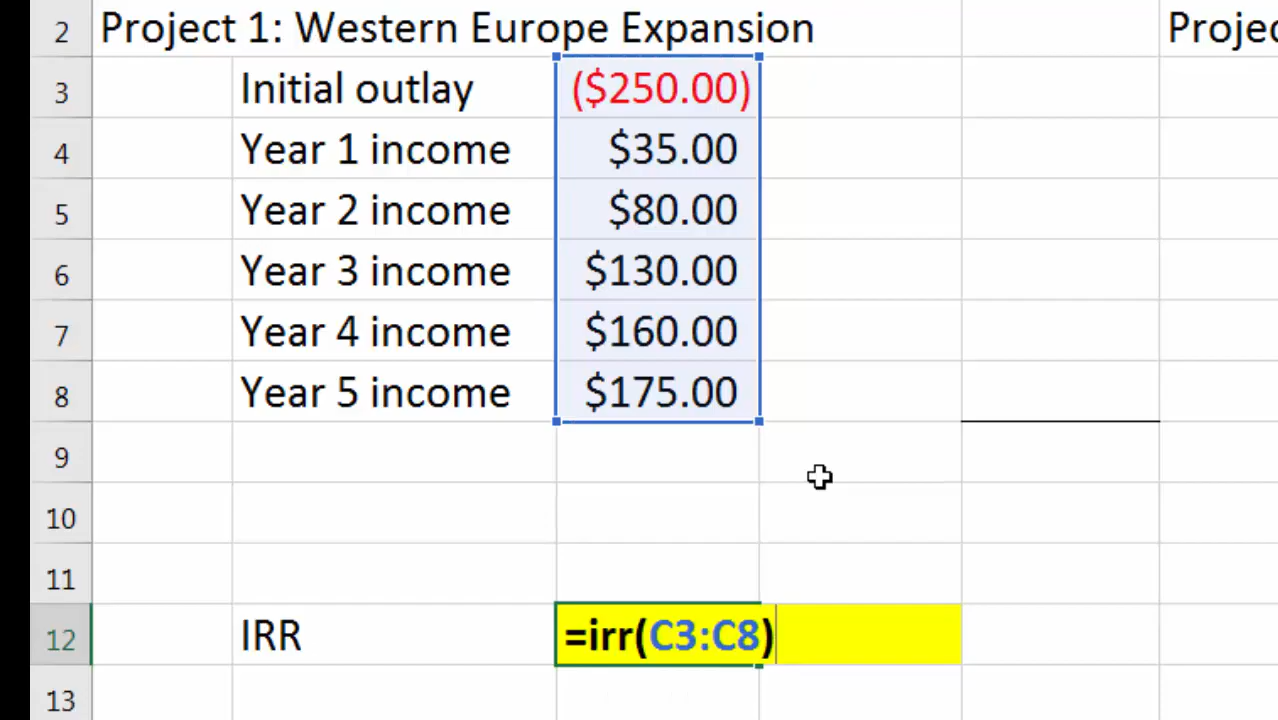 2 Project 1: Western Europe Expansion Projec
3 Initial outlay ($250.00)
4 Year 1 income $35.00
5 Year 2 income $80.00
6 Year 3 income $130.00
7 Year 4 income $160.00
8 Year 5 income $175.00
9
10
11
12 IRR =irr(C3:C8)
13